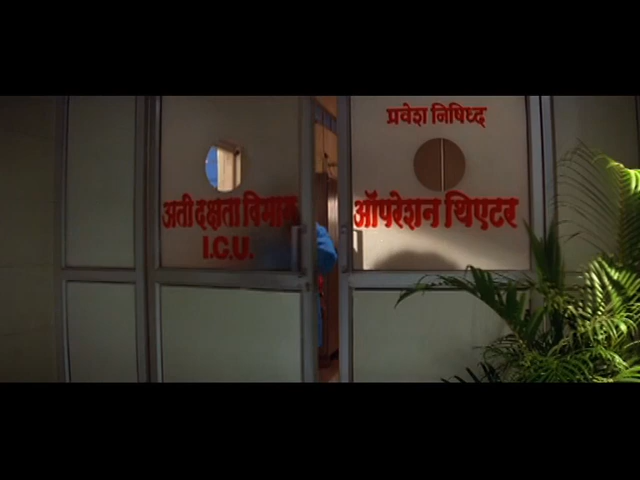 प्रवेश निषिध्द
अती दक्षता विभाग
ऑपरेशन थिएटर
I.C.U.